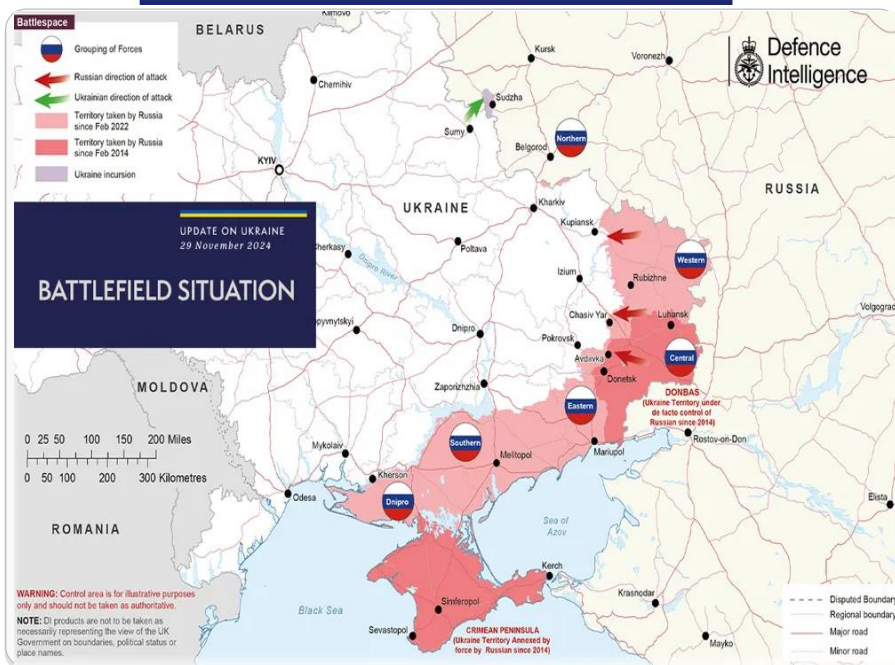 Battlespace
Grouping of Forces
Russian direction of attack
Ukrainian direction of attack
Territory taken by Russia
since Feb 2022
Territory taken by Russia
since Feb 2014
Ukraine incursion
UPDATE ON UKRAINE
29 November 2024
BATTLEFIELD SITUATION
Defence
Intelligence
BELARUS
Klimovo
Kursk
Voronezh
Chernihiv
Sudzha
Sumy
Northern
Belgorod
KYIV
RUSSIA
UKRAINE
Kharkiv
Kupiansk
Cherkasy
Dnipro River
Poltava
Western
Izium
Rubizhne
Volgograd
Chasiv Yar
Luhansk
opyvnytskyi
Dnipro
Pokrovsk
Avdiivka
Central
Donetsk
MOLDOVA
Zaporizhzhia
DONBAS
(Ukraine Territory under
de facto control of
Russian since 2014)
Eastern
0 25 50 100 150 200 Miles
0 50 100 200 300 Kilometres
Mykolaiv
Southern
Melitopol
Mariupol
Rostov-on-Don
Kherson
Odesa
Dnipro
Elista
ROMANIA
Sea of
Azov
Kerch
Krasnodar
Simferopol
Black Sea
Sevastopol
CRIMEAN PENINSULA
(Ukraine Territory Annexed by
force by Russian since 2014)
Mayko
WARNING: Control area is for illustrative purposes
only and should not be taken as authoritative.
NOTE: DI products are not to be taken as
necessarily representing the view of the UK
Government on boundaries, political status or
place names.
Disputed Boundary
Regional boundary
Major road
Minor road